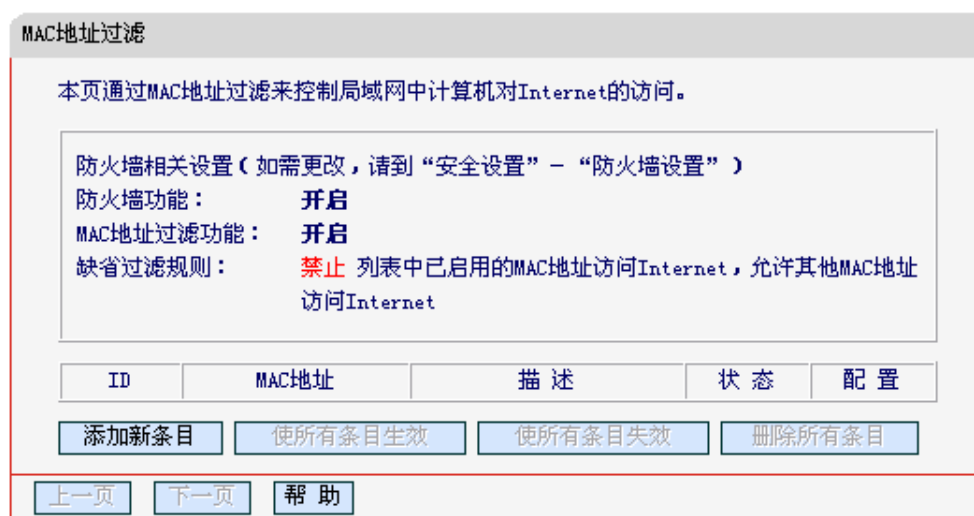 MAC地址过滤
本页通过MAC地址过滤来控制局域网中计算机对Internet的访问。
防火墙相关设置(如需更改,请到“安全设置”-“防火墙设置”)
防火墙功能: 开启
MAC地址过滤功能: 开启
缺省过滤规则: 禁止 列表中已启用的MAC地址访问Internet,允许其他MAC地址
访问Internet
ID MAC地址 描 述 状 态 配 置
添加新条目 使所有条目生效 使所有条目失效 删除所有条目
上一页 下一页 帮 助